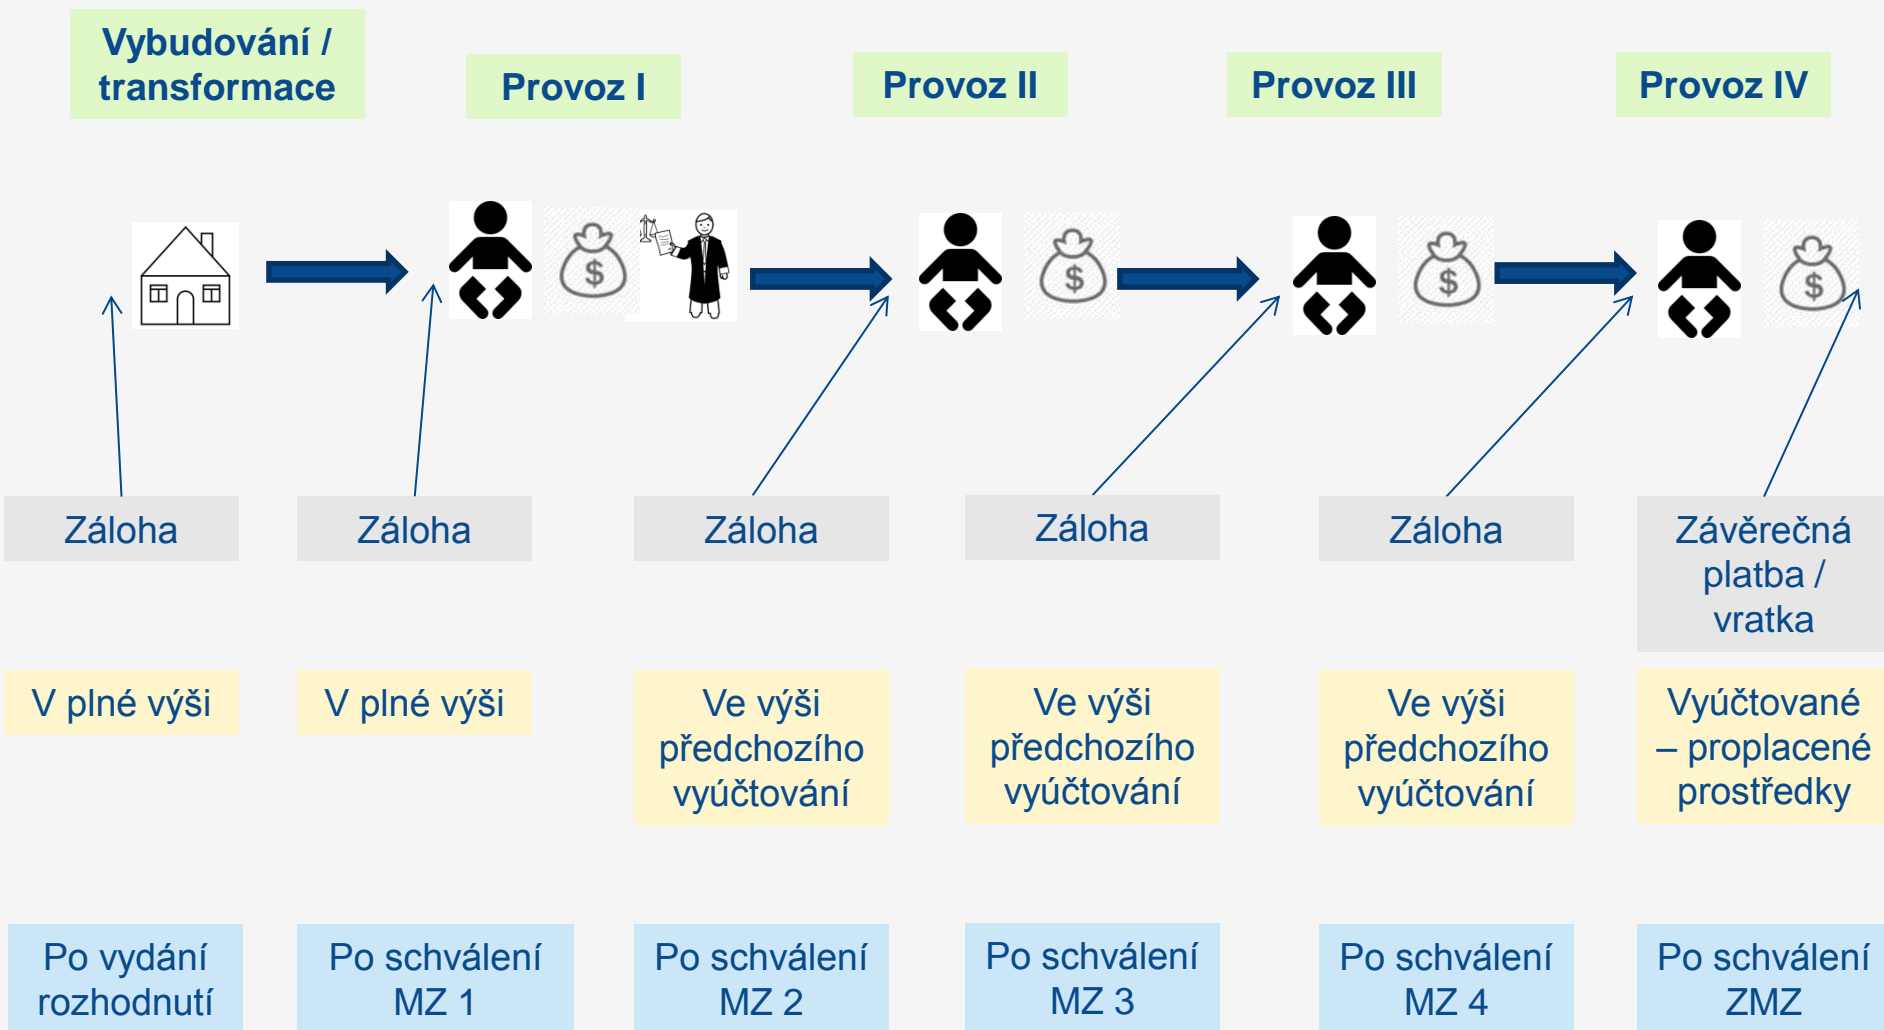 Vybudování /
transformace
Provoz I
Provoz II
Provoz III
Provoz IV
$
$
$
$
Záloha
Záloha
Záloha
Záloha
Záloha
Závěrečná
platba /
vratka
V plné výši
V plné výši
Ve výši
předchozího
vyúčtování
Ve výši
předchozího
vyúčtování
Ve výši
předchozího
vyúčtování
Vyúčtované
– proplacené
prostředky
Po vydání
rozhodnutí
Po schválení
MZ 1
Po schválení
MZ 2
Po schválení
MZ 3
Po schválení
MZ 4
Po schválení
ZMZ